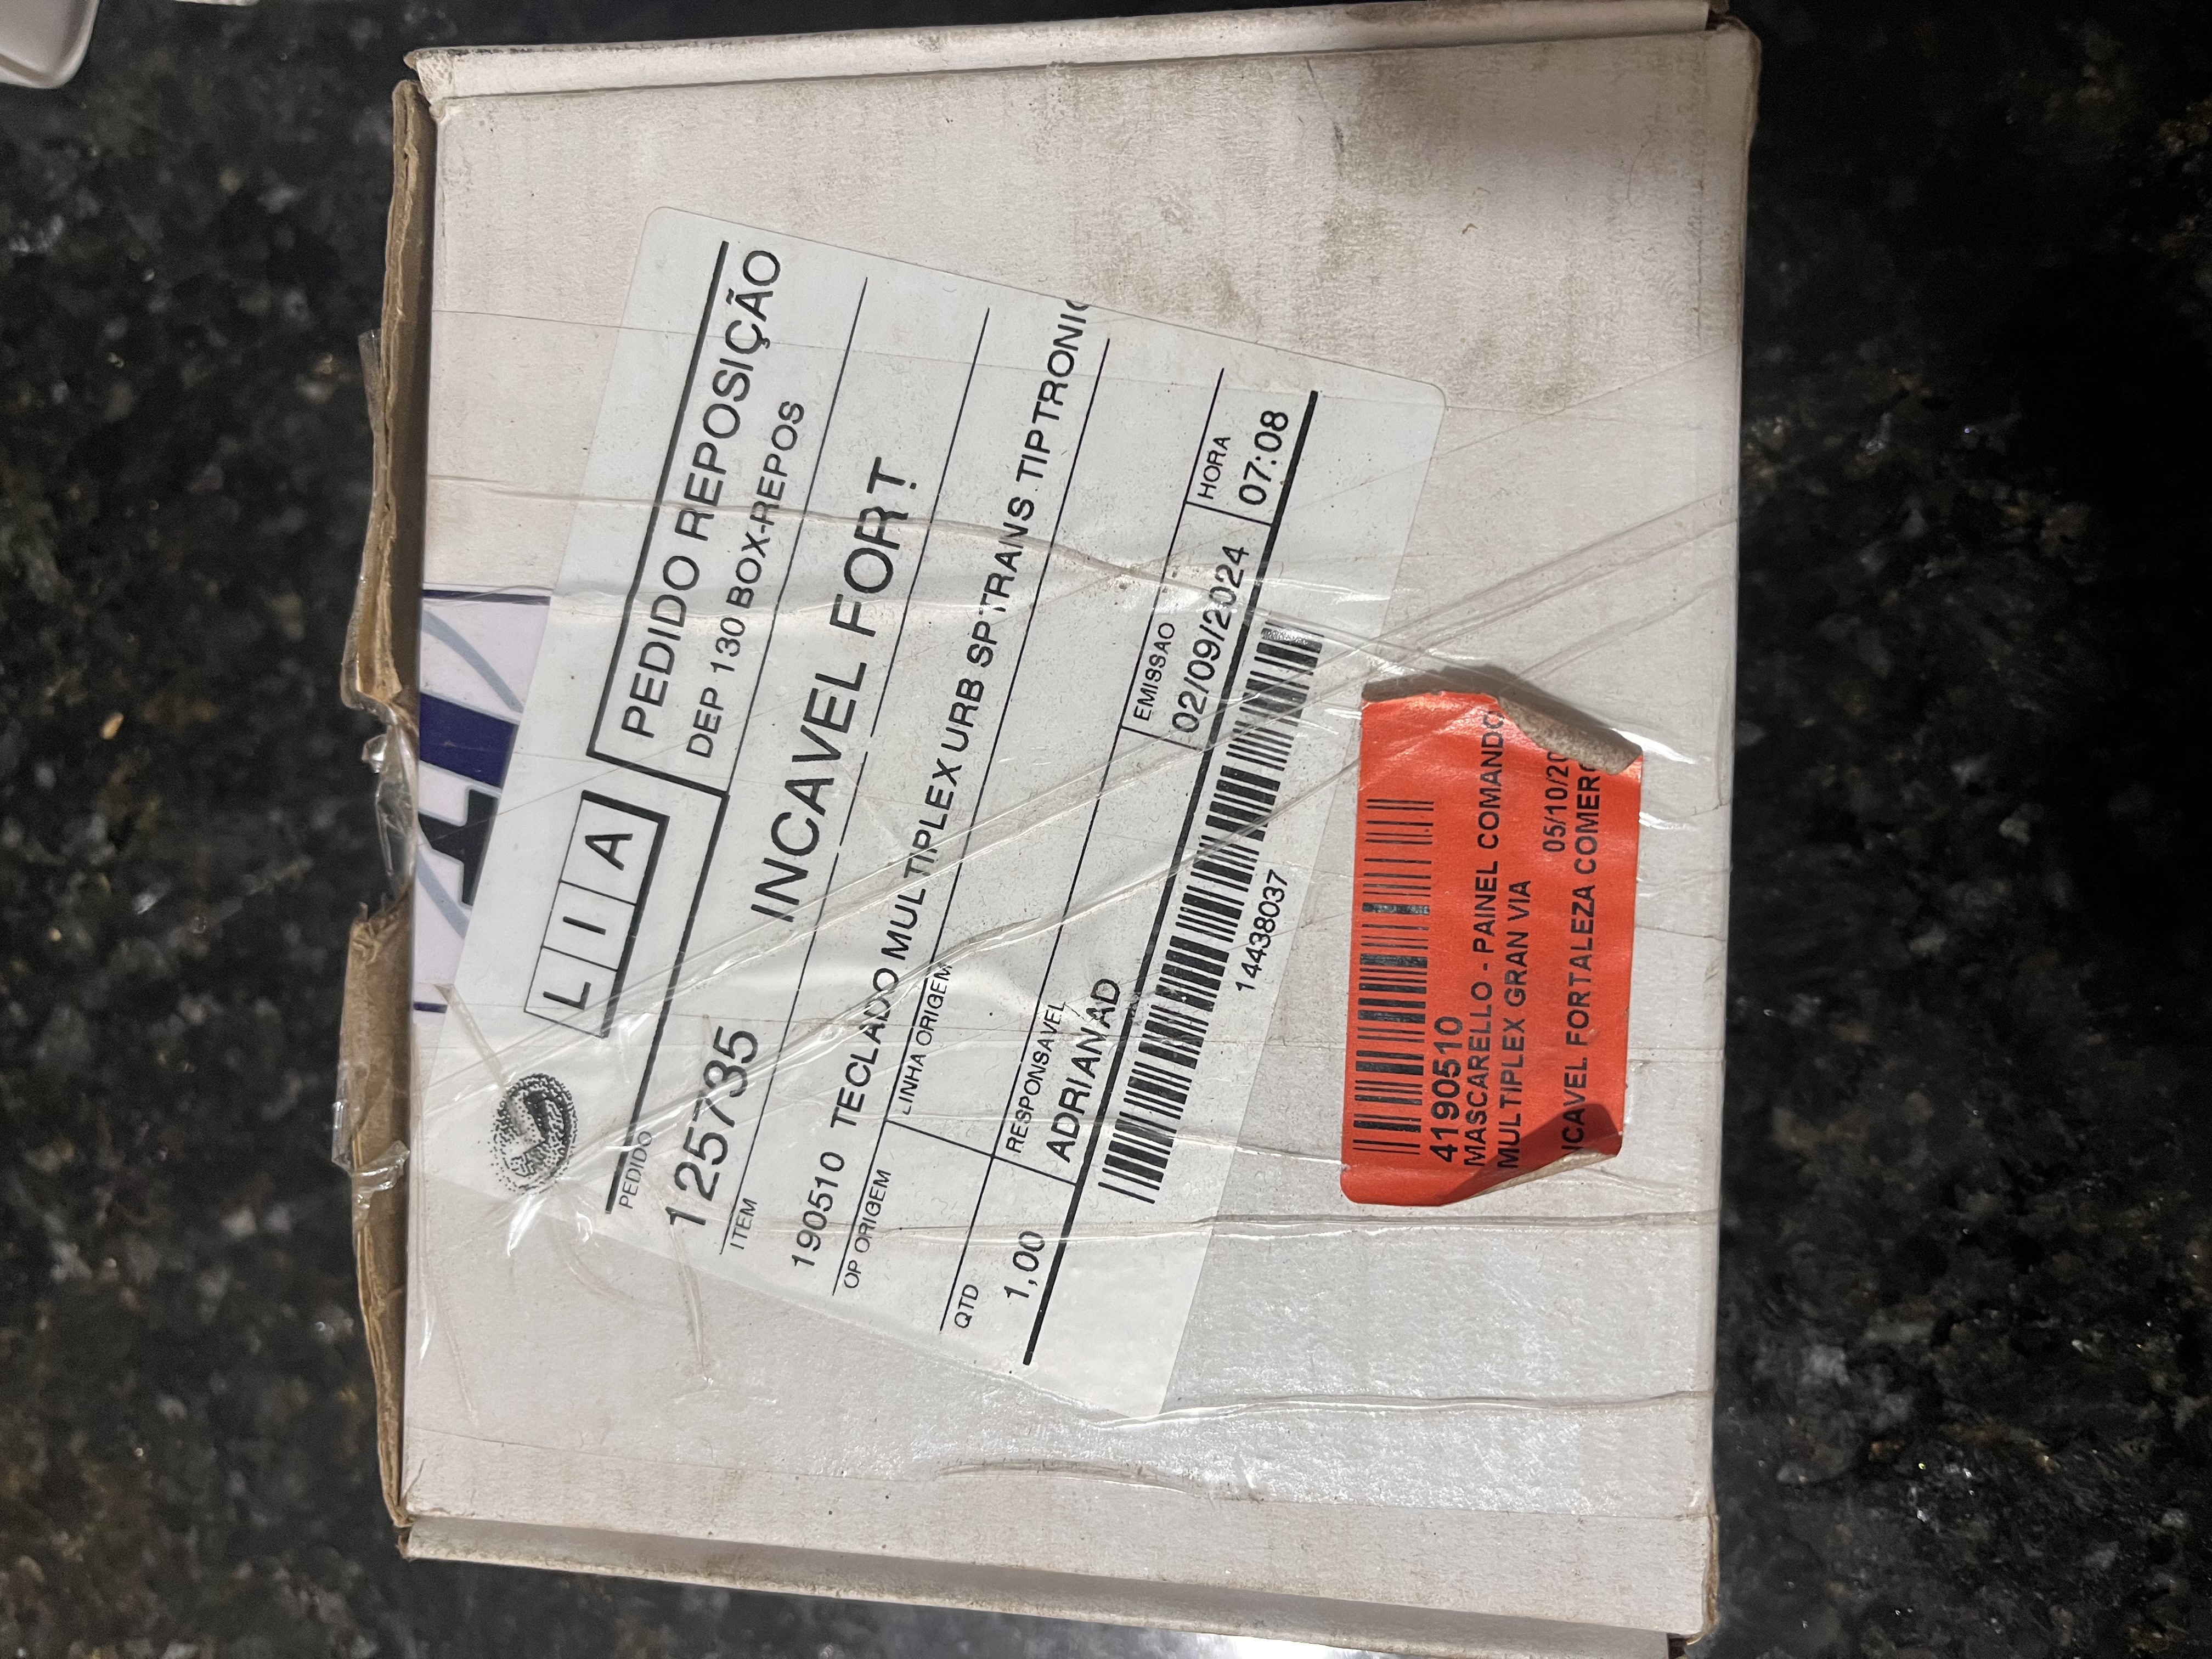 L I A
PEDIDO REPOSIÇÃO
DEP 130 BOX-REPOS
PEDIDO
125735 INCAVEL FORT
ITEM
190510 TECLADO MULTIPLEX URB SPTRANS TIPTRONIC
OP ORIGEM LINHA ORIGEM
QTD RESPONSAVEL EMISSAO HORA
1,00 ADRIANAD 02/09/2024 07:08
14438037
4190510
MASCARELLO - PAINEL COMANDO
MULTIPLEX GRAN VIA
05/10/20
ICAVEL FORTALEZA COMER